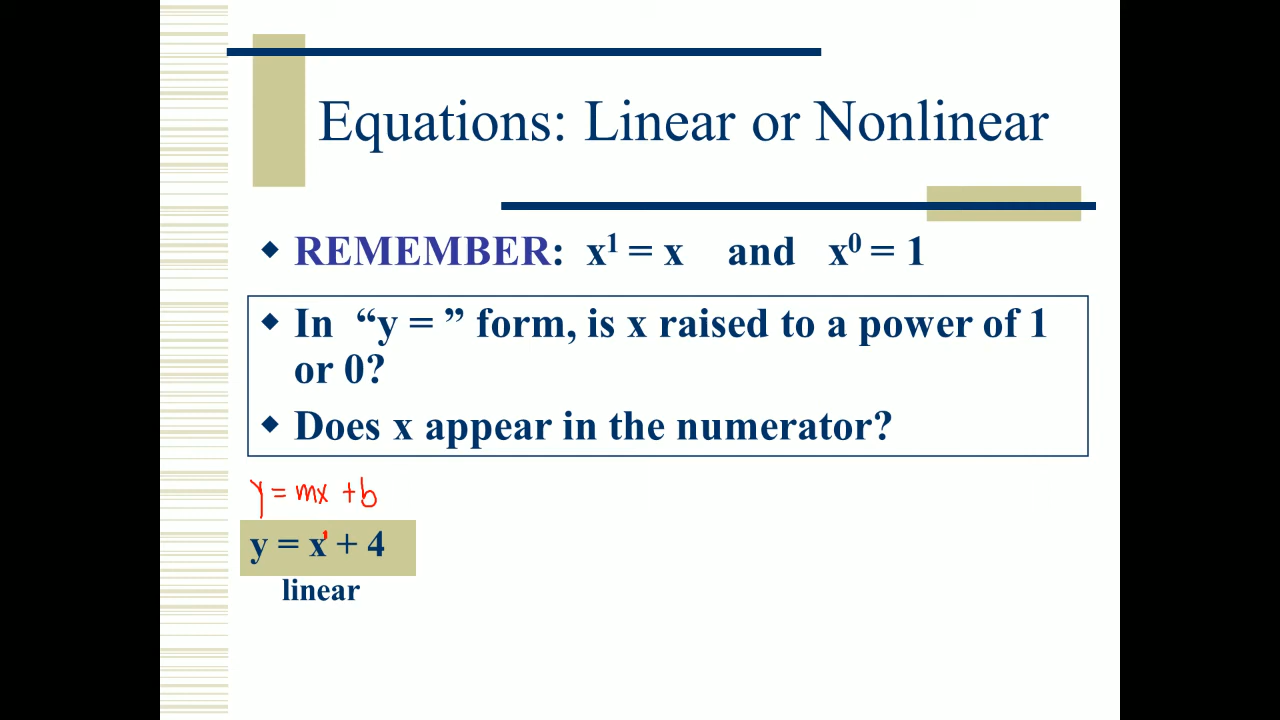 Equations: Linear or Nonlinear
REMEMBER: x¹ = x and x⁰ = 1
In “y = ” form, is x raised to a power of 1
or 0?
Does x appear in the numerator?
y = mx + b
y = x¹ + 4
linear